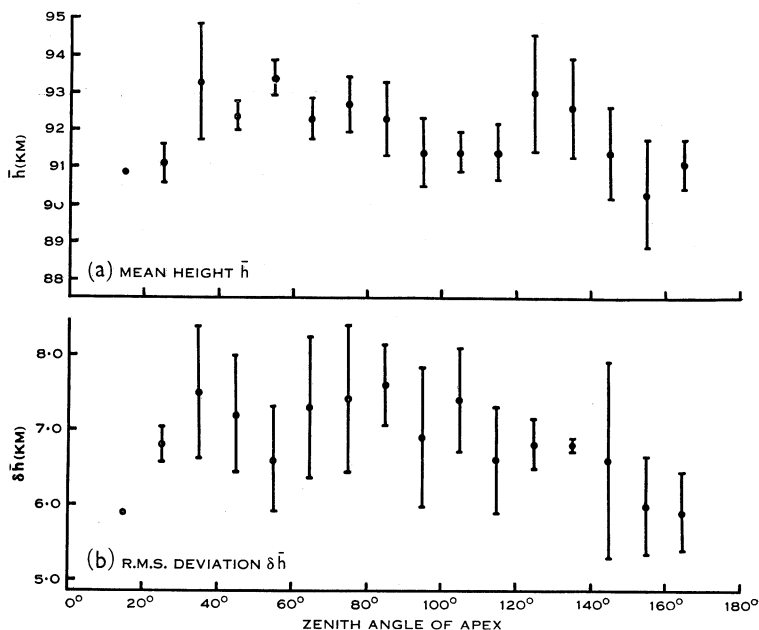 95
94
93
92
91
90
89
88
h̄ (KM)
(a) MEAN HEIGHT h̄
8·0
7·0
6·0
5·0
δh̄ (KM)
(b) R.M.S. DEVIATION δh̄
0° 20° 40° 60° 80° 100° 120° 140° 160° 180°
ZENITH ANGLE OF APEX